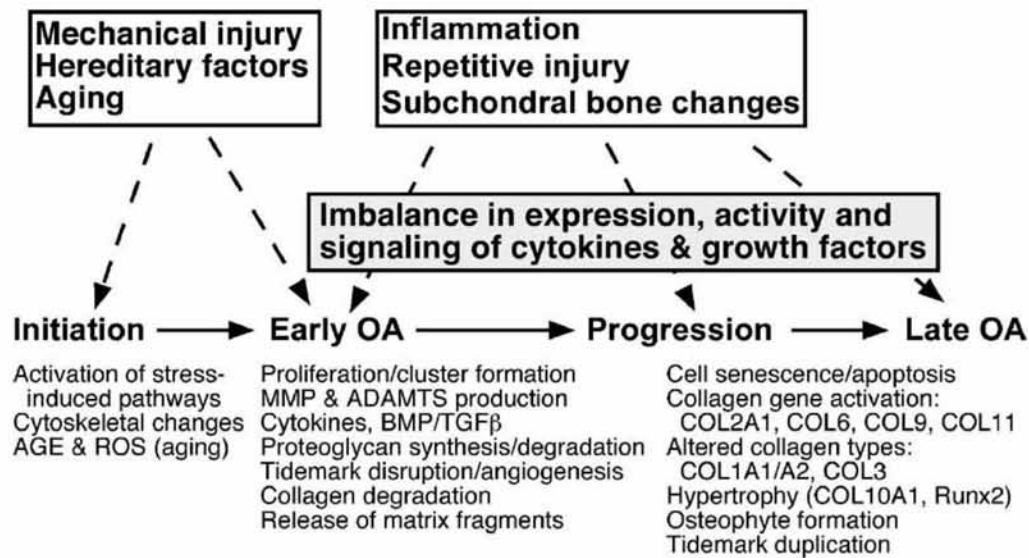 Mechanical injury
Hereditary factors
Aging
Inflammation
Repetitive injury
Subchondral bone changes
Imbalance in expression, activity and
signaling of cytokines & growth factors
Initiation
Early OA
Progression
Late OA
Activation of stress-
induced pathways
Cytoskeletal changes
AGE & ROS (aging)
Proliferation/cluster formation
MMP & ADAMTS production
Cytokines, BMP/TGFβ
Proteoglycan synthesis/degradation
Tidemark disruption/angiogenesis
Collagen degradation
Release of matrix fragments
Cell senescence/apoptosis
Collagen gene activation:
COL2A1, COL6, COL9, COL11
Altered collagen types:
COL1A1/A2, COL3
Hypertrophy (COL10A1, Runx2)
Osteophyte formation
Tidemark duplication